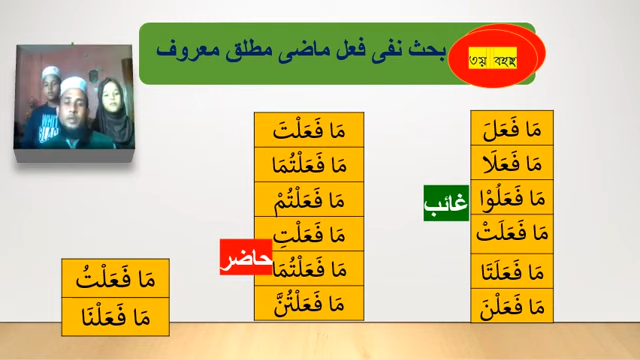 بحث نفى فعل ماضى مطلق معروف
৩য় বহছ
مَا فَعَلَ
مَا فَعَلَا
مَا فَعَلُوْا
مَا فَعَلَتْ
مَا فَعَلَتَا
مَا فَعَلْنَ
غائب
مَا فَعَلْتَ
مَا فَعَلْتُمَا
مَا فَعَلْتُمْ
مَا فَعَلْتِ
مَا فَعَلْتُمَا
مَا فَعَلْتُنَّ
حاضر
مَا فَعَلْتُ
مَا فَعَلْنَا